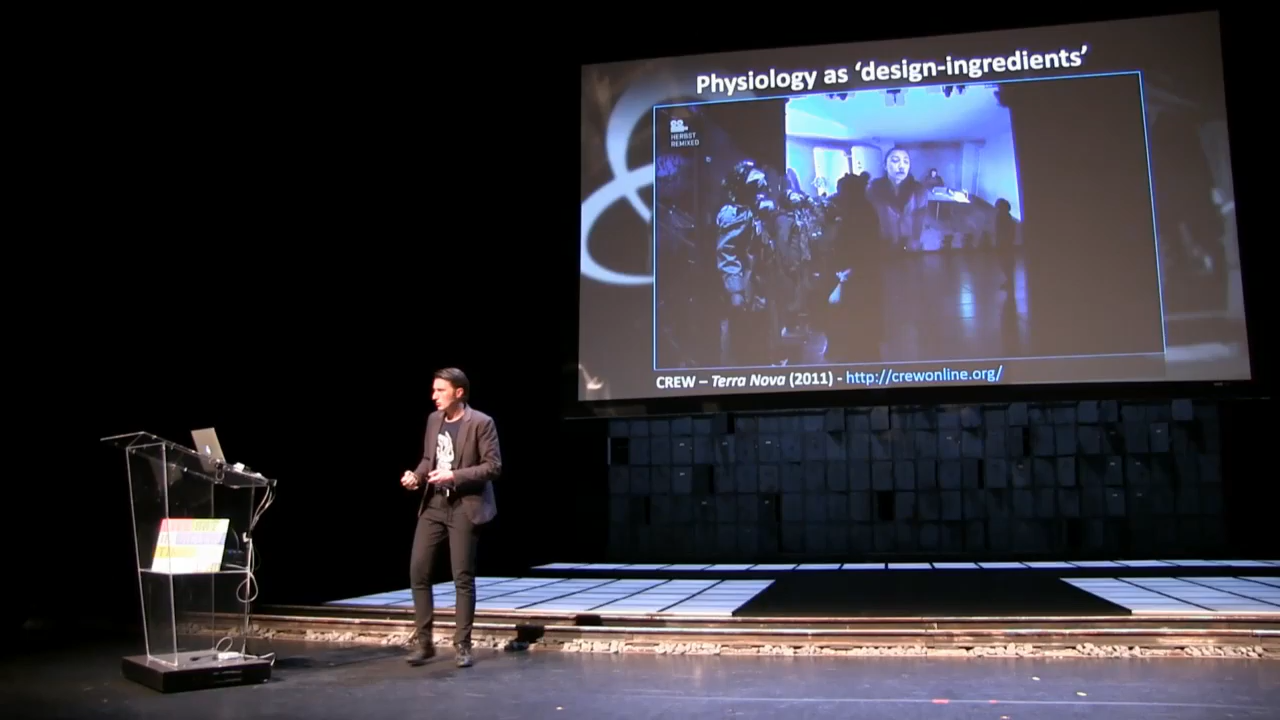 Physiology as ‘design-ingredients’
HERBST
REMIXED
CREW – Terra Nova (2011) - http://crewonline.org/